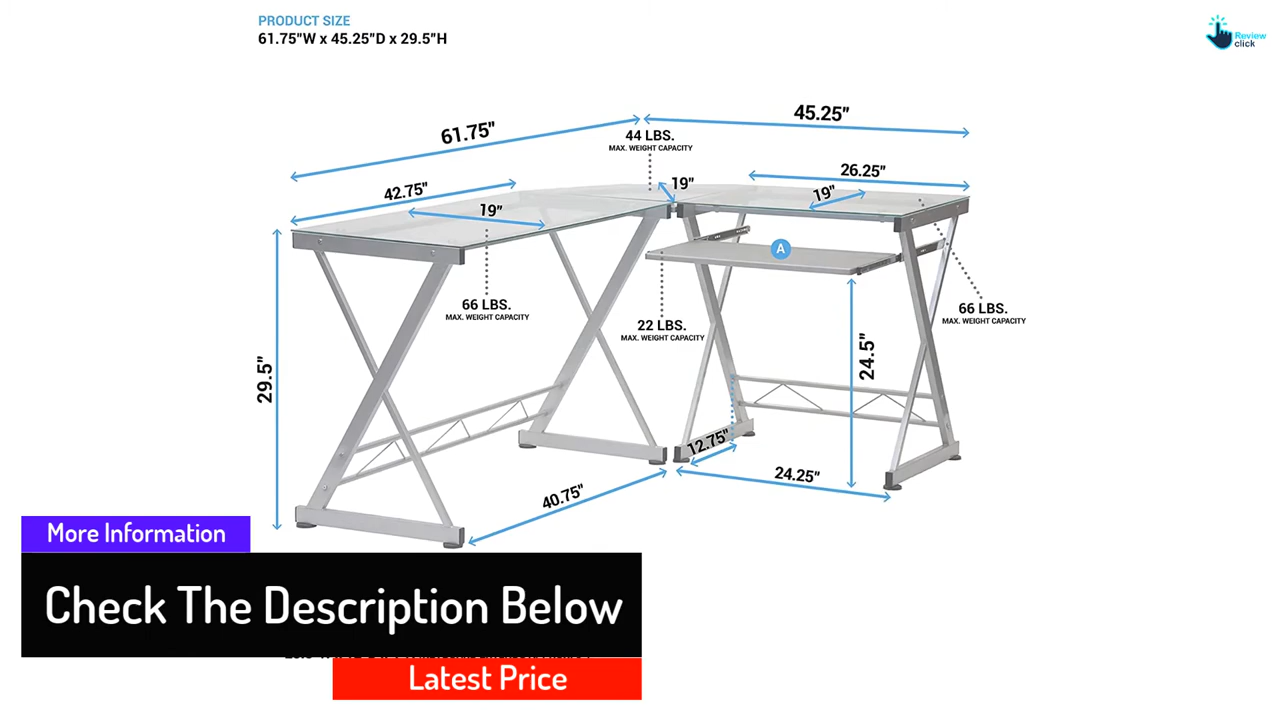 PRODUCT SIZE
61.75"W x 45.25"D x 29.5"H
Review
click
45.25"
61.75"
44 LBS.
MAX. WEIGHT CAPACITY
26.25"
42.75"
19"
19"
19"
A
66 LBS.
MAX. WEIGHT CAPACITY
66 LBS.
MAX. WEIGHT CAPACITY
22 LBS.
MAX. WEIGHT CAPACITY
24.5"
29.5"
12.75"
24.25"
40.75"
More Information
Check The Description Below
Latest Price